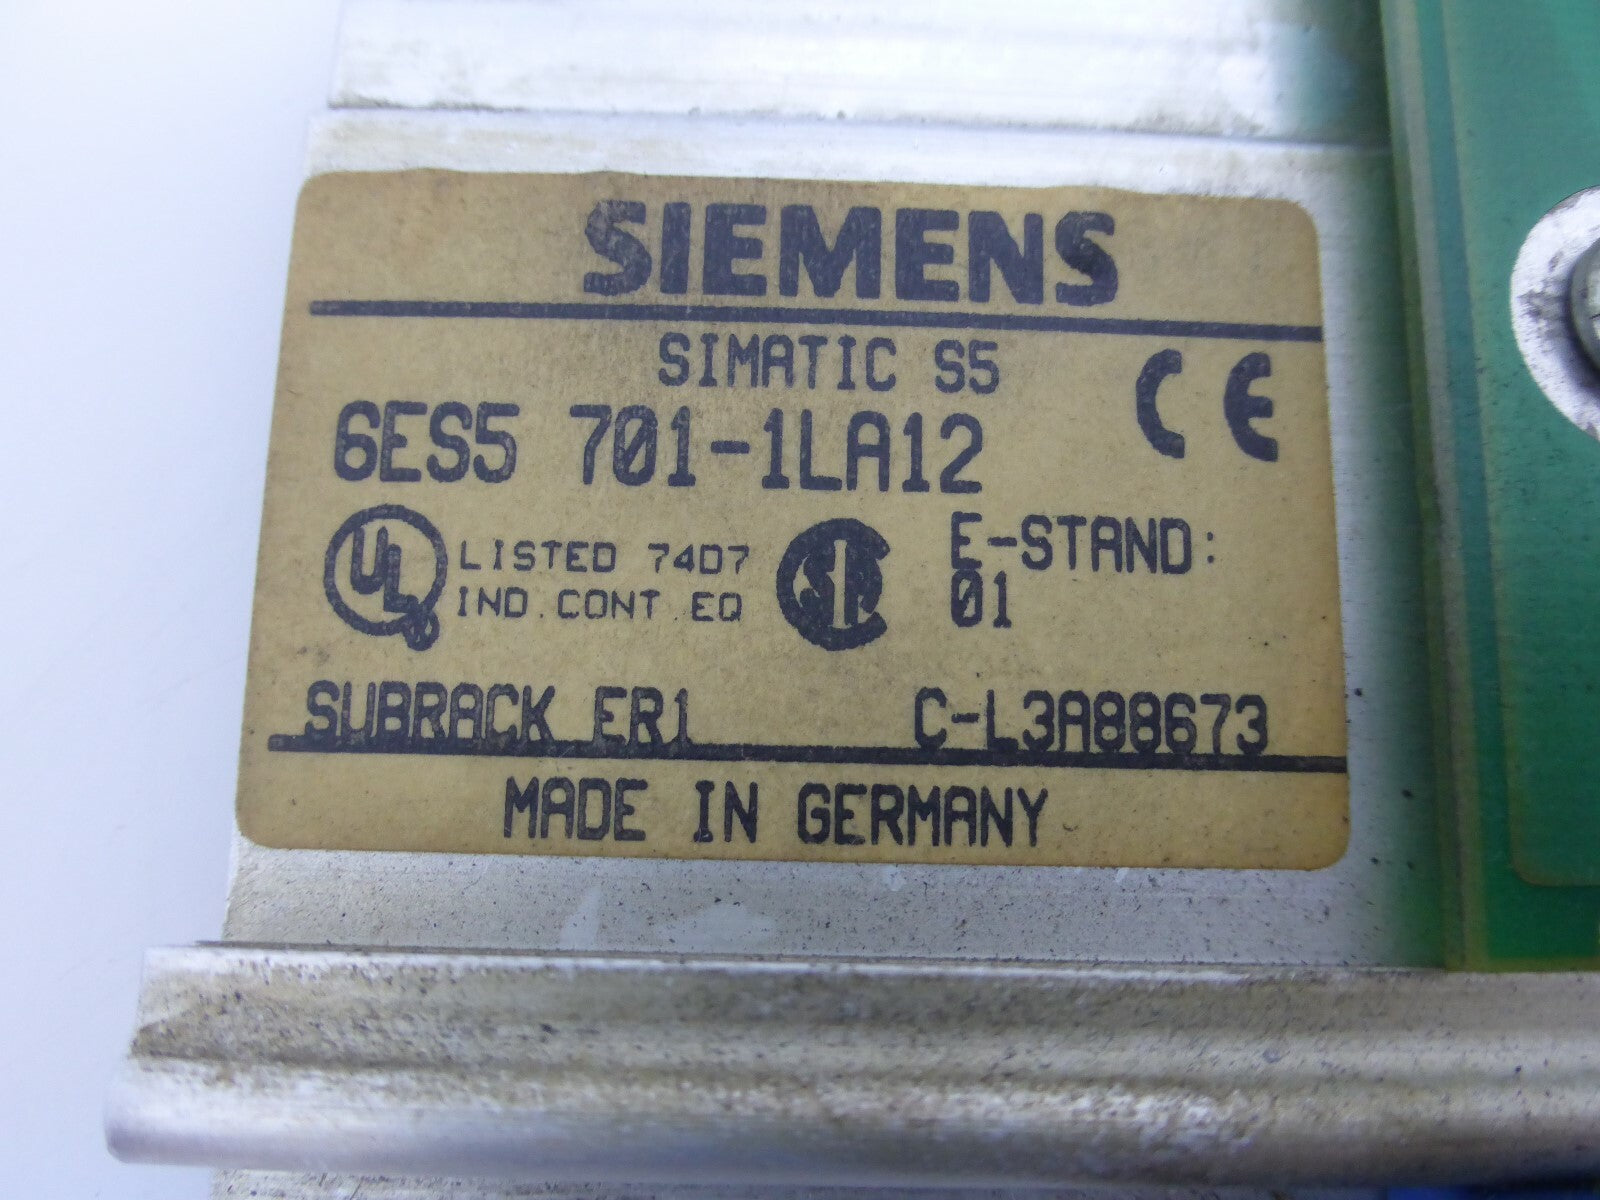 SIEMENS
SIMATIC S5
6ES5 701-1LA12 CE
UL LISTED 74D7
IND.CONT.EQ
E-STAND:
01
SUBRACK ER1 C-L3A88673
MADE IN GERMANY